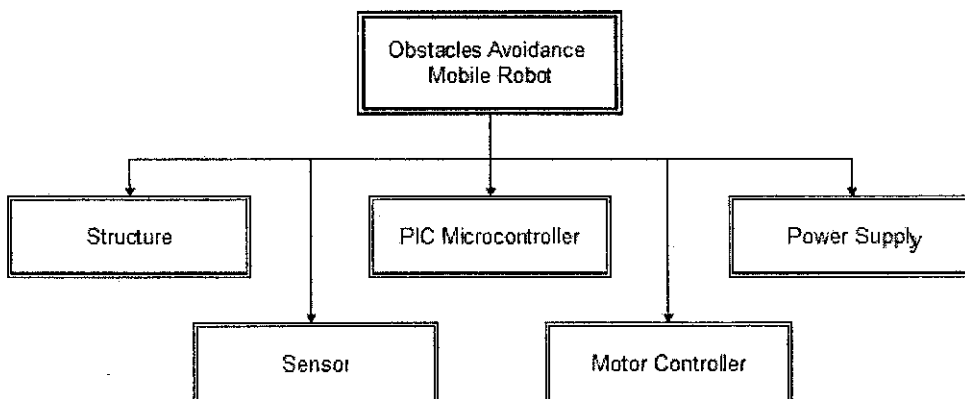 Obstacles Avoidance
Mobile Robot
Structure
PIC Microcontroller
Power Supply
Sensor
Motor Controller